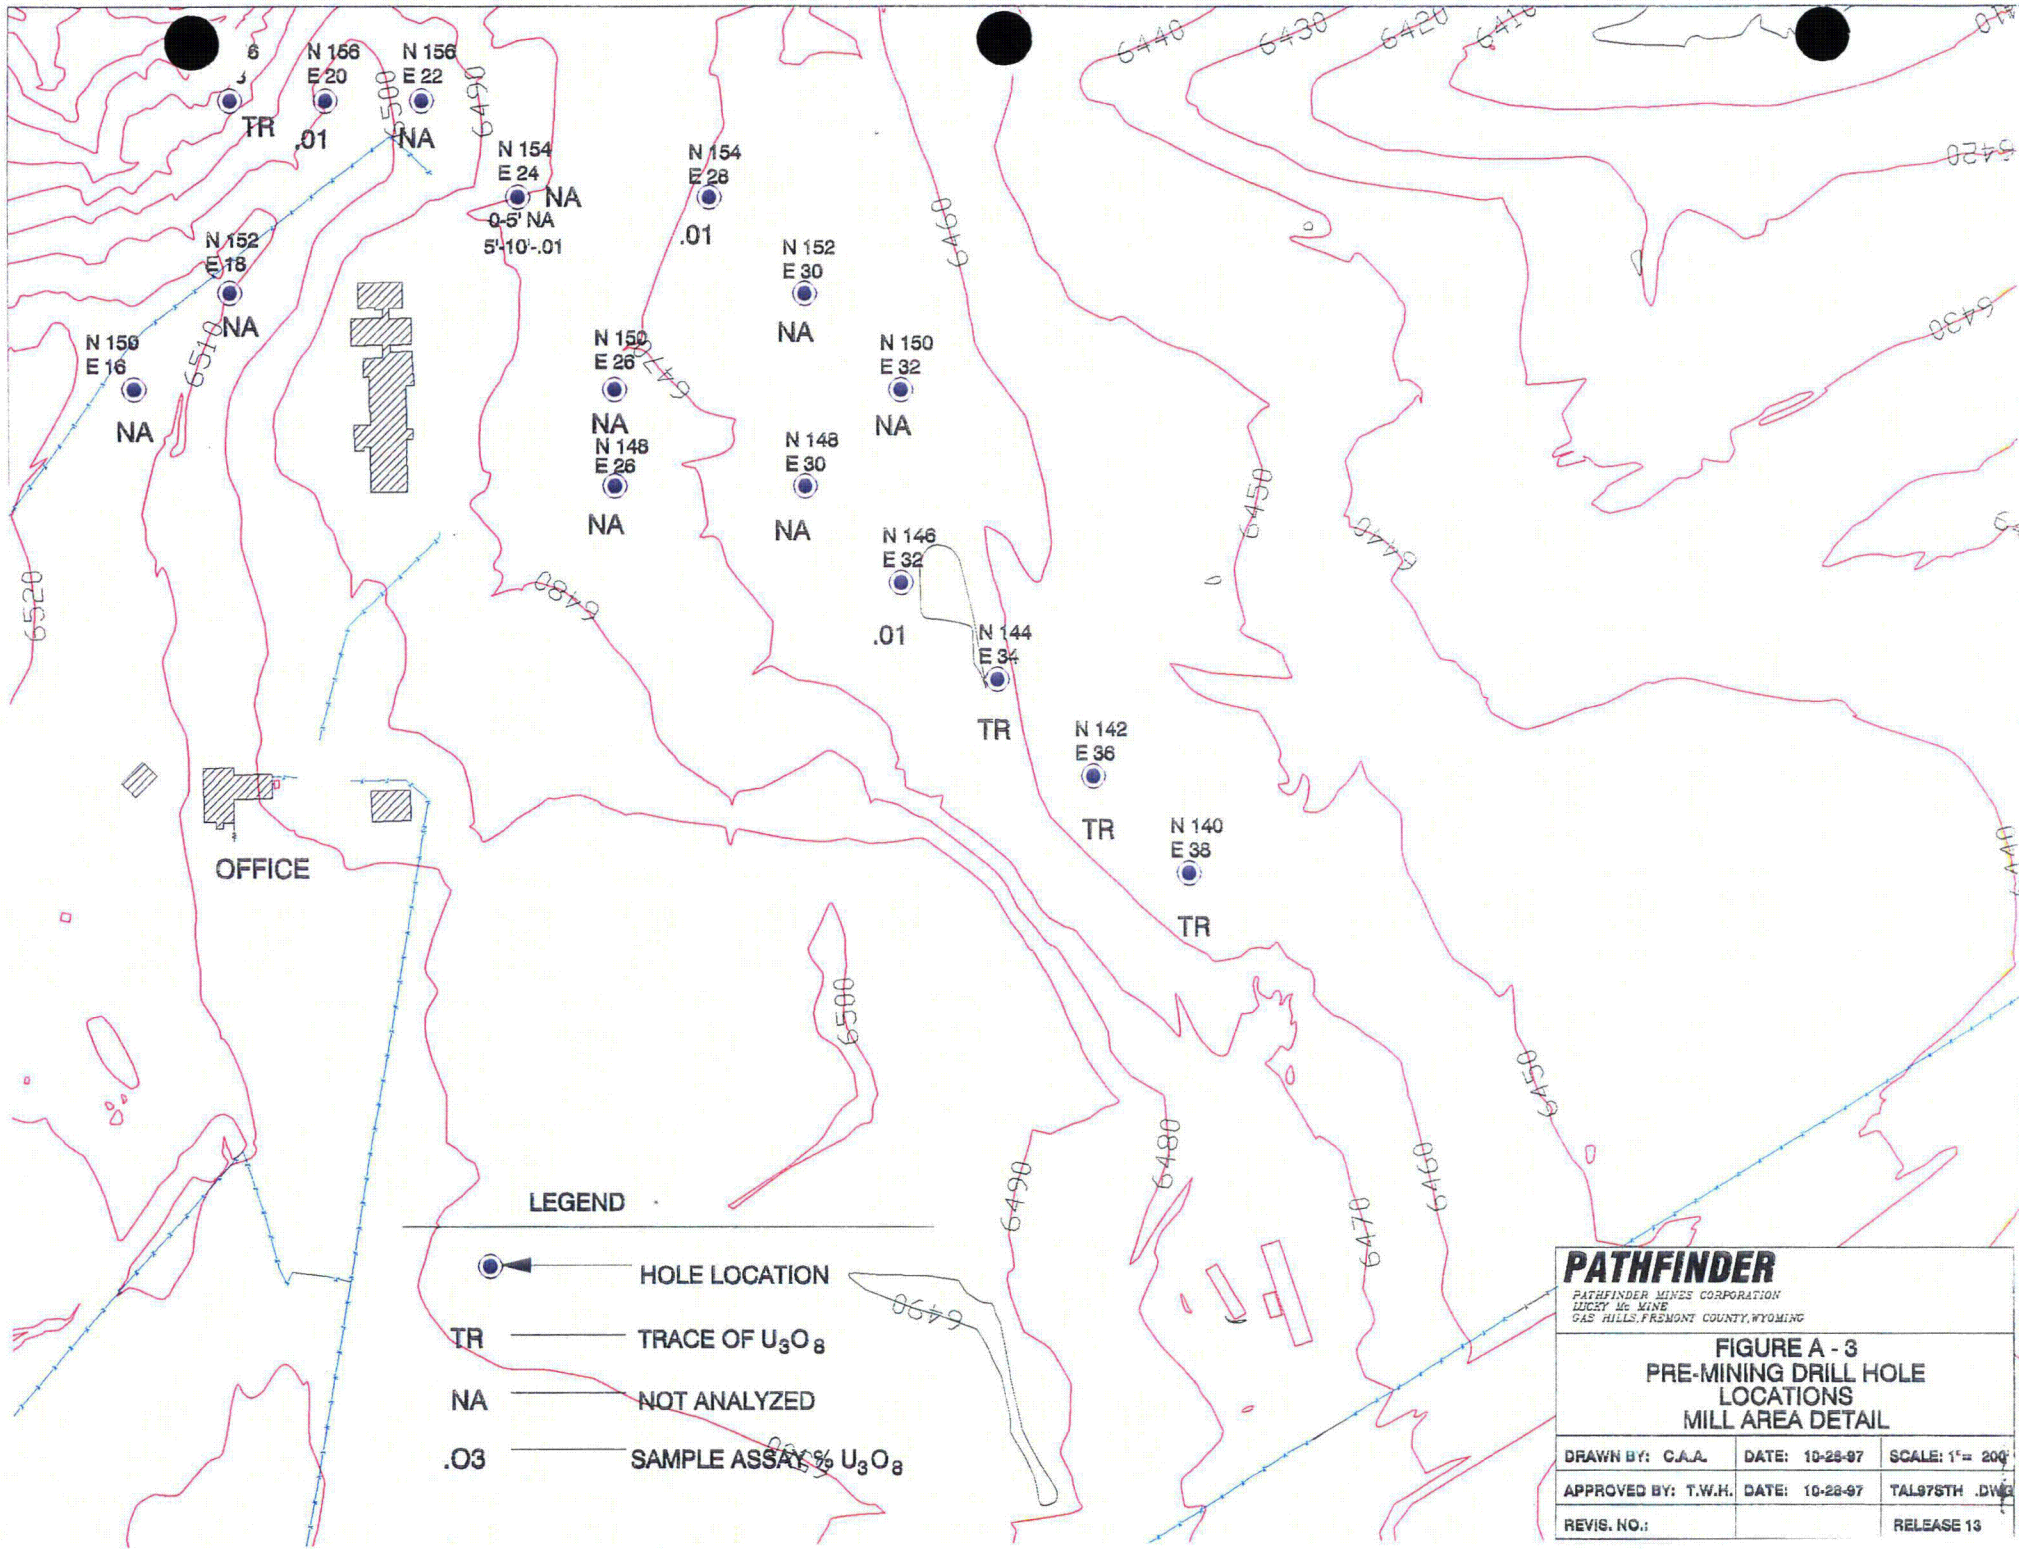 6440
6430
6420
6410
N 156
E 20
.01
N 156
E 22
NA
TR
6500
6490
N 154
E 24
NA
0-5' NA
5'-10'-.01
N 154
E 28
.01
6420
6460
N 152
E 18
NA
N 152
E 30
NA
6430
N 150
E 16
NA
6510
N 150
E 26
NA
6470
N 150
E 32
NA
N 148
E 26
NA
N 148
E 30
NA
6450
6440
N 146
E 32
.01
6520
6480
N 144
E 34
TR
N 142
E 36
TR
N 140
E 38
TR
6440
OFFICE
6500
6450
6490
6480
6470
6460
LEGEND
HOLE LOCATION
6490
TR TRACE OF U3O8
NA NOT ANALYZED
.O3 SAMPLE ASSAY % U3O8
PATHFINDER
PATHFINDER MINES CORPORATION
LUCKY Mc MINE
GAS HILLS, FREMONT COUNTY, WYOMING
FIGURE A - 3
PRE-MINING DRILL HOLE
LOCATIONS
MILL AREA DETAIL
DRAWN BY: C.A.A. DATE: 10-28-97 SCALE: 1"= 200'
APPROVED BY: T.W.H. DATE: 10-28-97 TAL97STH .DWG
REVIS. NO.: RELEASE 13